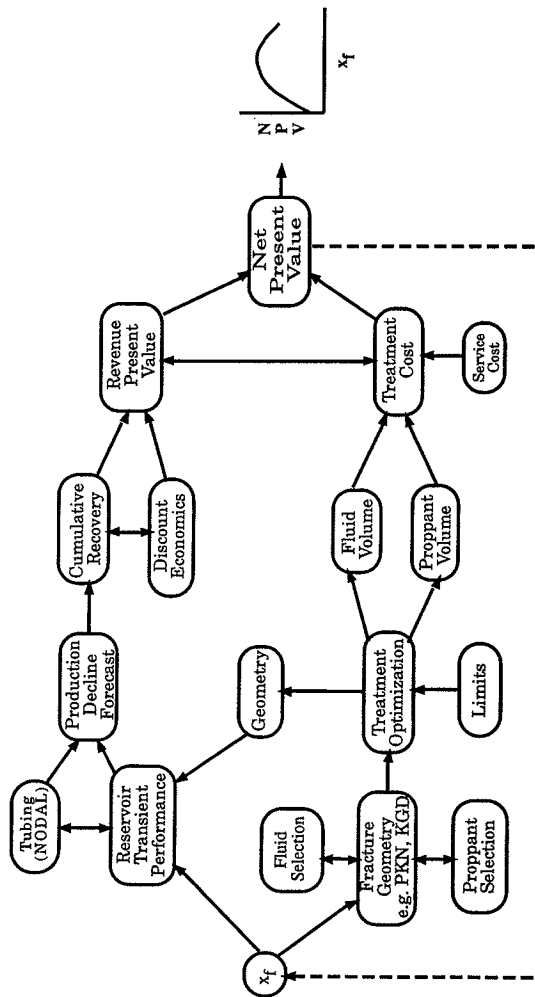 Tubing
(NODAL)
Reservoir
Transient
Performance
Production
Decline
Forecast
Cumulative
Recovery
Discount
Economics
Revenue
Present
Value
Net
Present
Value
N
P
V
x_f
x_f
Geometry
Fluid
Selection
Fracture
Geometry
e.g. PKN, KGD
Proppant
Selection
Treatment
Optimization
Limits
Fluid
Volume
Proppant
Volume
Treatment
Cost
Service
Cost